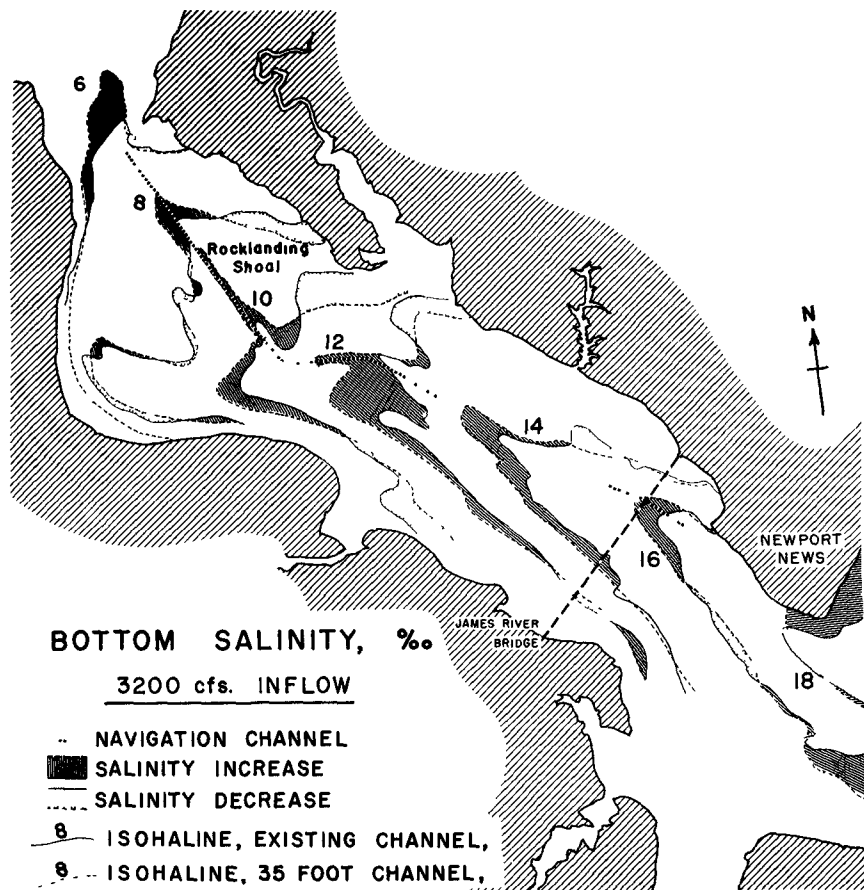 6
8
Rocklanding
Shoal
10
12
N
14
16
NEWPORT
NEWS
JAMES RIVER
BRIDGE
18
BOTTOM SALINITY, ‰
3200 cfs. INFLOW
NAVIGATION CHANNEL
SALINITY INCREASE
SALINITY DECREASE
8 ISOHALINE, EXISTING CHANNEL,
8 ISOHALINE, 35 FOOT CHANNEL,